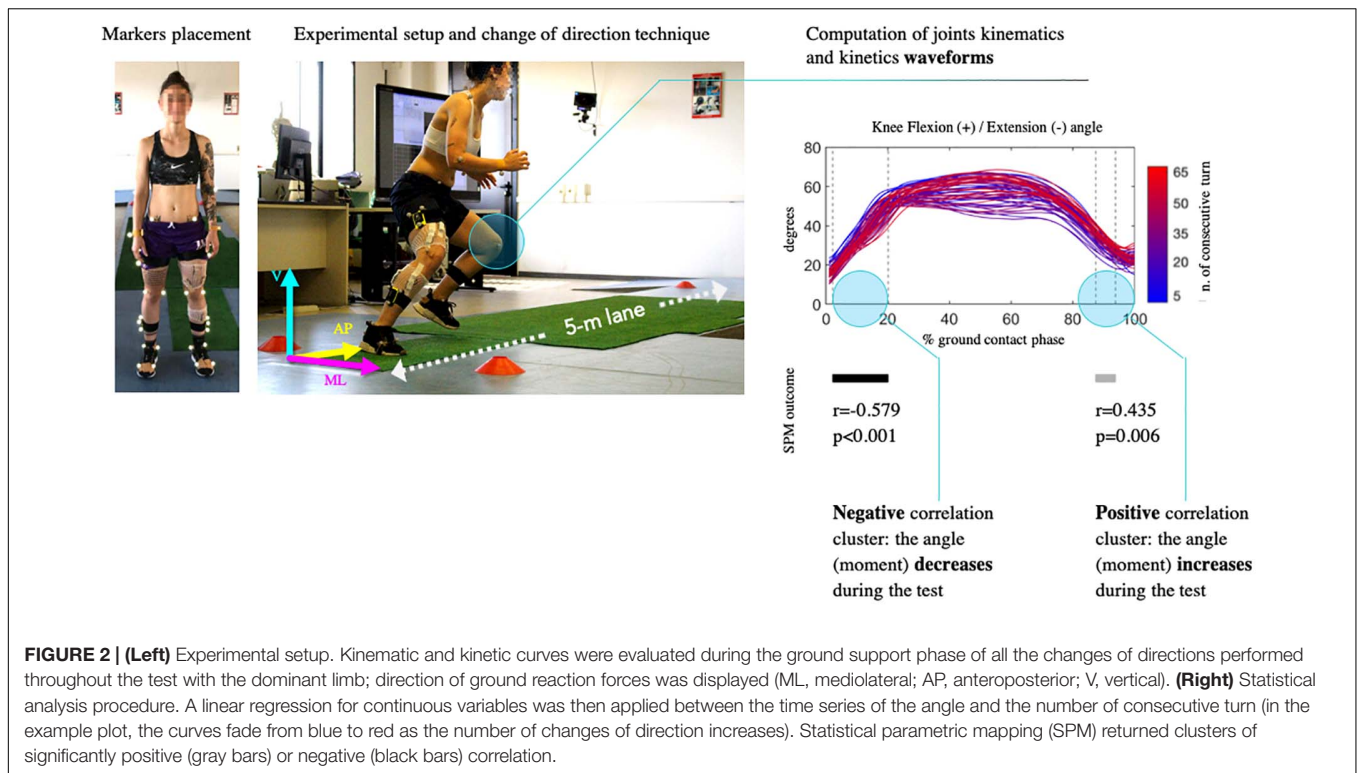 Markers placement
Experimental setup and change of direction technique
Computation of joints kinematics
and kinetics waveforms
V
AP
ML
5-m lane
Knee Flexion (+) / Extension (-) angle
degrees
80
60
40
20
0
0
20
40
60
80
100
% ground contact phase
65
50
35
20
5
n. of consecutive turn
SPM outcome
r=-0.579
p<0.001
r=0.435
p=0.006
Negative correlation
cluster: the angle
(moment) decreases
during the test
Positive correlation
cluster: the angle
(moment) increases
during the test
FIGURE 2 | (Left) Experimental setup. Kinematic and kinetic curves were evaluated during the ground support phase of all the changes of directions performed
throughout the test with the dominant limb; direction of ground reaction forces was displayed (ML, mediolateral; AP, anteroposterior; V, vertical). (Right) Statistical
analysis procedure. A linear regression for continuous variables was then applied between the time series of the angle and the number of consecutive turn (in the
example plot, the curves fade from blue to red as the number of changes of direction increases). Statistical parametric mapping (SPM) returned clusters of
significantly positive (gray bars) or negative (black bars) correlation.